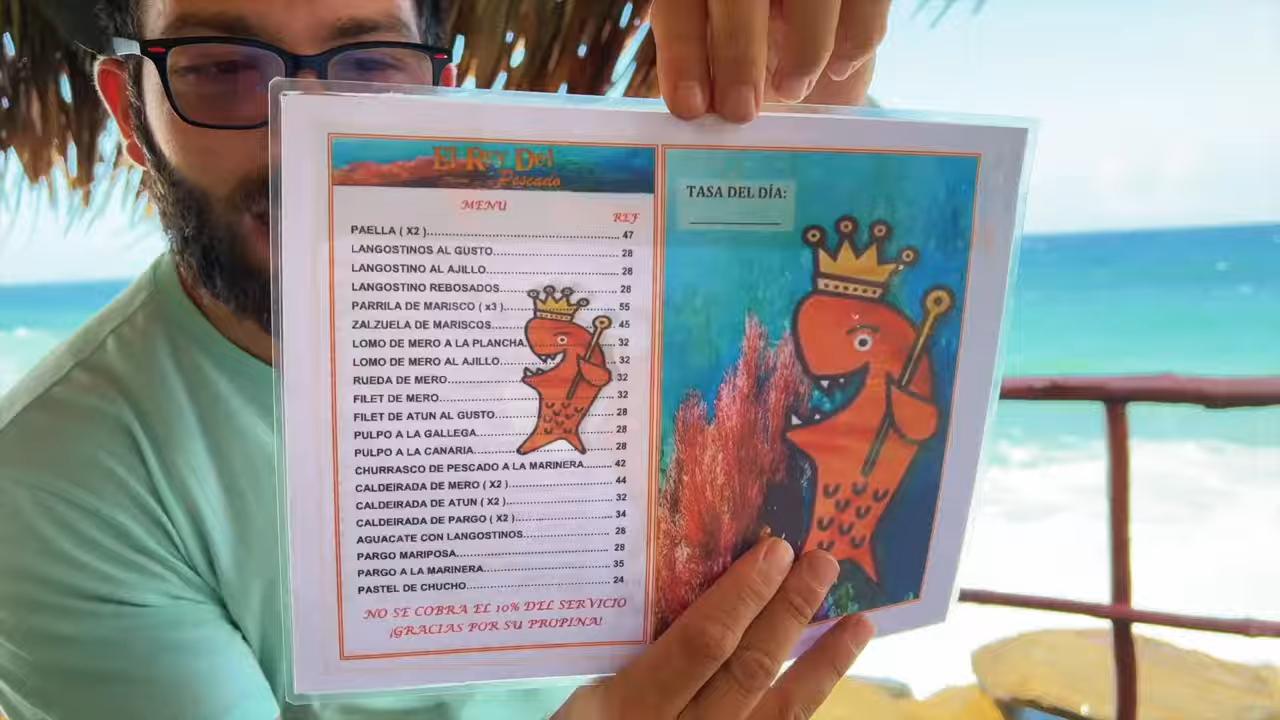 El Rey Del
Pescado
MENU
REF
PAELLA ( X2 )........................................ 47
LANGOSTINOS AL GUSTO........................... 28
LANGOSTINO AL AJILLO............................ 28
LANGOSTINO REBOSADOS.......................... 28
PARRILA DE MARISCO ( x3 )....................... 55
ZALZUELA DE MARISCOS........................... 45
LOMO DE MERO A LA PLANCHA..................... 32
LOMO DE MERO AL AJILLO......................... 32
RUEDA DE MERO.................................... 32
FILET DE MERO..................................... 32
FILET DE ATUN AL GUSTO.......................... 28
PULPO A LA GALLEGA.............................. 28
PULPO A LA CANARIA.............................. 28
CHURRASCO DE PESCADO A LA MARINERA........ 42
CALDEIRADA DE MERO ( X2 )....................... 44
CALDEIRADA DE ATUN ( X2 )....................... 32
CALDEIRADA DE PARGO ( X2 )...................... 34
AGUACATE CON LANGOSTINOS..................... 28
PARGO MARIPOSA................................... 28
PARGO A LA MARINERA............................. 35
PASTEL DE CHUCHO................................. 24
NO SE COBRA EL 10% DEL SERVICIO
¡GRACIAS POR SU PROPINA!
TASA DEL DÍA: